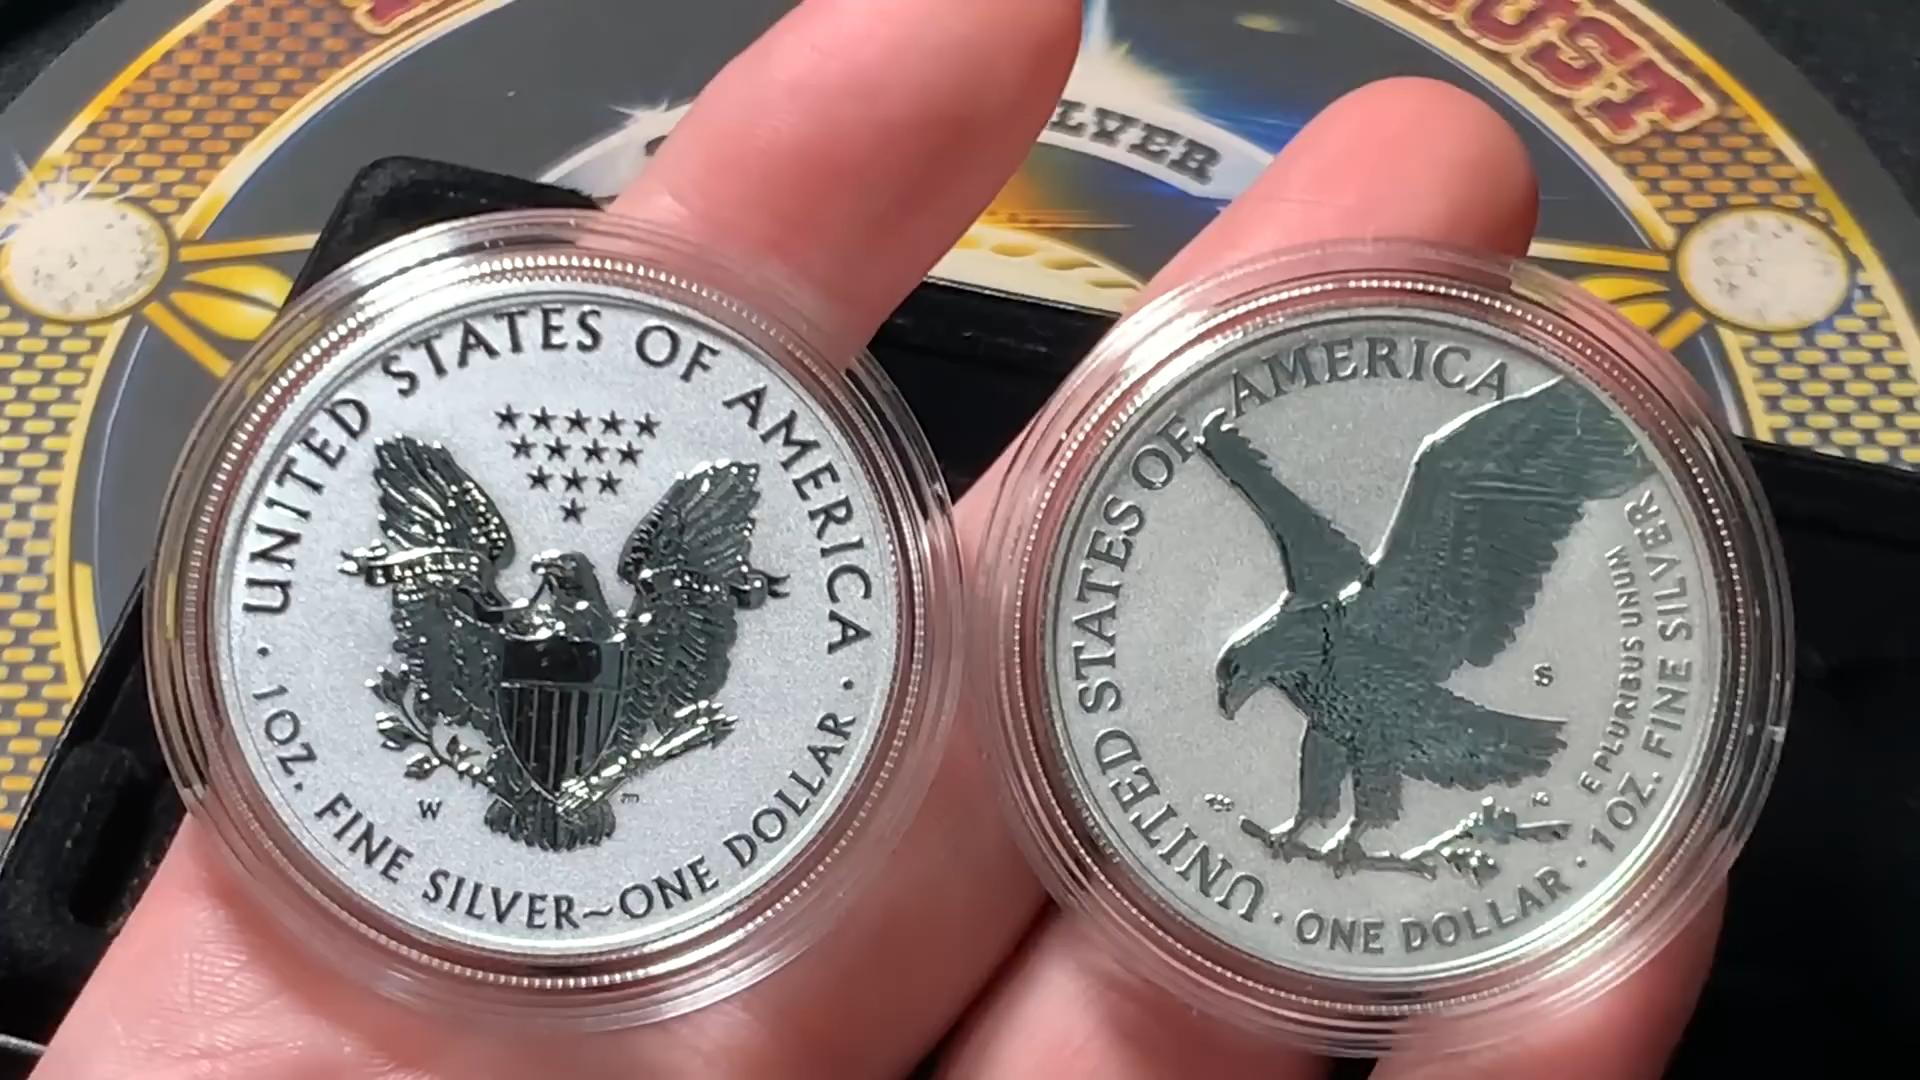 UST
LVER
· UNITED STATES OF AMERICA ·
1 OZ. FINE SILVER~ONE DOLLAR
W
UNITED STATES OF AMERICA
S
E PLURIBUS UNUM
· ONE DOLLAR · 1 OZ. FINE SILVER